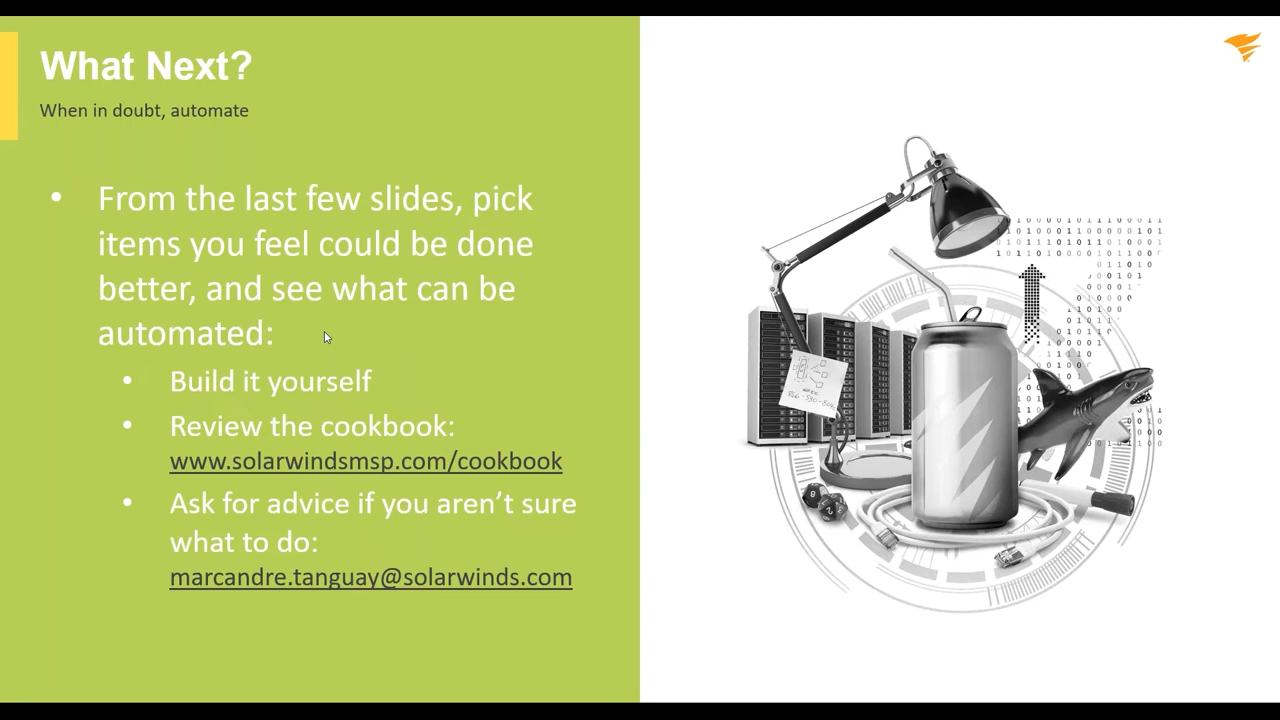 What Next?
When in doubt, automate
• From the last few slides, pick
items you feel could be done
better, and see what can be
automated:
• Build it yourself
• Review the cookbook:
www.solarwindsmsp.com/cookbook
• Ask for advice if you aren’t sure
what to do:
marcandre.tanguay@solarwinds.com